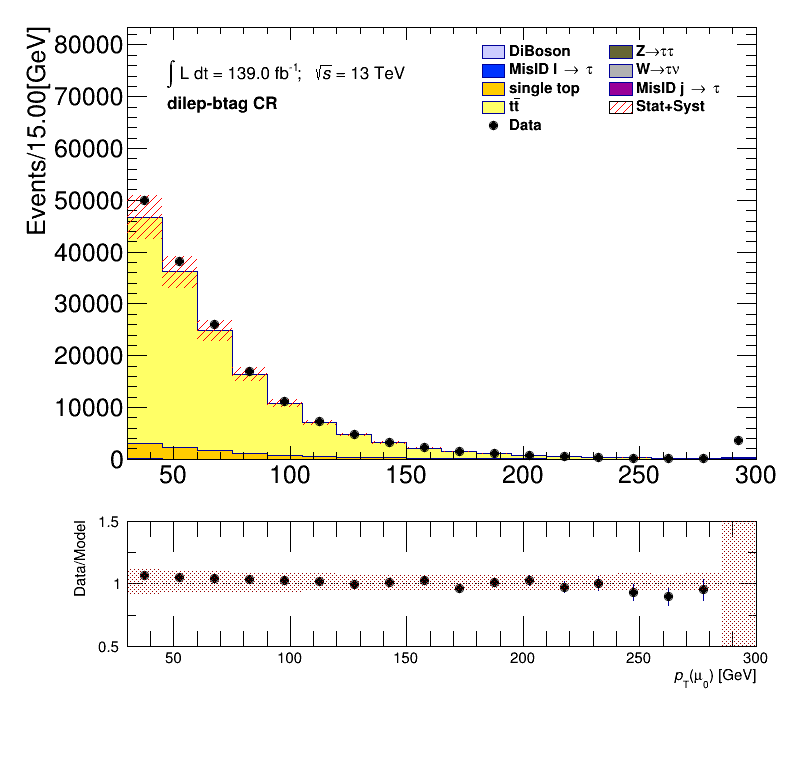 Events/15.00[GeV]
80000
70000
60000
50000
40000
30000
20000
10000
0
∫ L dt = 139.0 fb⁻¹; √s = 13 TeV
dilep-btag CR
DiBoson
Z→ττ
MisID l → τ
W→τν
single top
MisID j → τ
tt̄
Stat+Syst
Data
50 100 150 200 250 300
Data/Model
1.5
1
0.5
50 100 150 200 250 300
p_T(μ₀) [GeV]